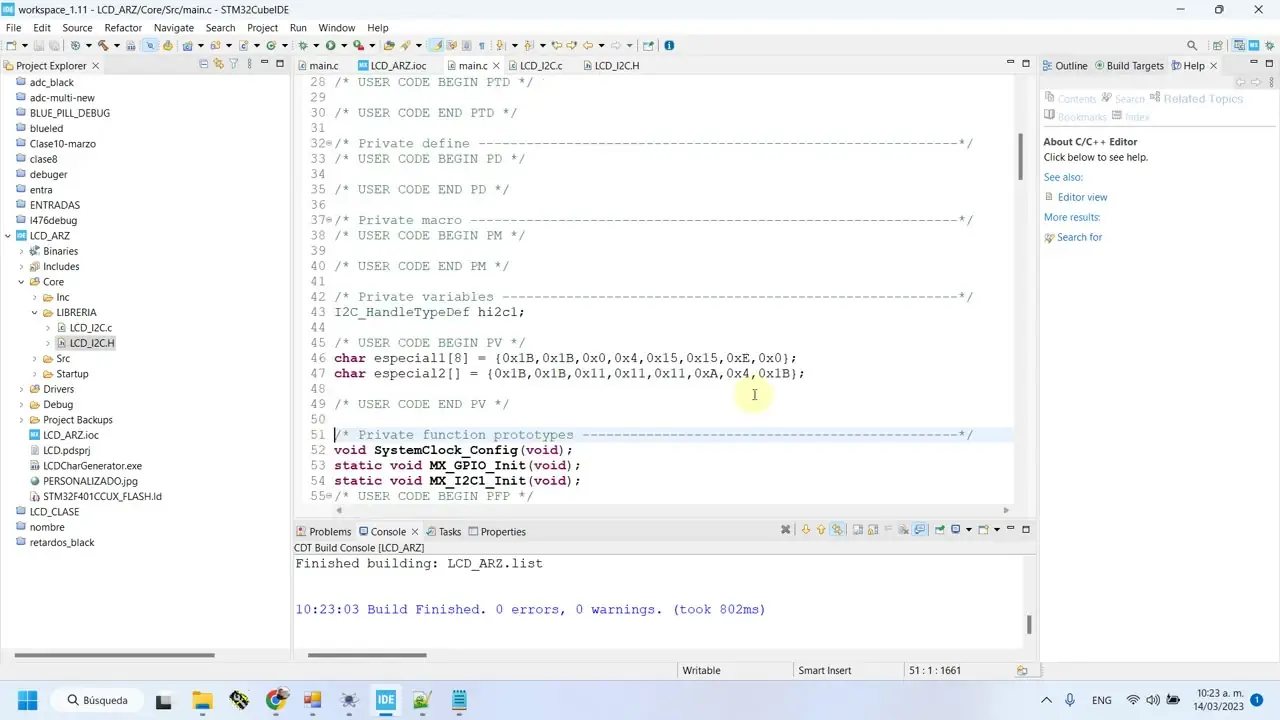 workspace_1.11 - LCD_ARZ/Core/Src/main.c - STM32CubeIDE
File Edit Source Refactor Navigate Search Project Run Window Help
Project Explorer
main.c LCD_ARZ.ioc main.c LCD_I2C.c LCD_I2C.H
Outline Build Targets Help
adc_black
adc-multi-new
BLUE_PILL_DEBUG
blueled
Clase10-marzo
clase8
debuger
entra
ENTRADAS
l476debug
LCD_ARZ
Binaries
Includes
Core
Inc
LIBRERIA
LCD_I2C.c
LCD_I2C.H
Src
Startup
Drivers
Debug
Project Backups
LCD_ARZ.ioc
LCD.pdsprj
LCDCharGenerator.exe
PERSONALIZADO.jpg
STM32F401CCUX_FLASH.ld
LCD_CLASE
nombre
retardos_black
28 /* USER CODE BEGIN PTD */
29
30 /* USER CODE END PTD */
31
32 /* Private define ------------------------------------------------------------*/
33 /* USER CODE BEGIN PD */
34
35 /* USER CODE END PD */
36
37 /* Private macro -------------------------------------------------------------*/
38 /* USER CODE BEGIN PM */
39
40 /* USER CODE END PM */
41
42 /* Private variables ---------------------------------------------------------*/
43 I2C_HandleTypeDef hi2c1;
44
45 /* USER CODE BEGIN PV */
46 char especial1[8] = {0x1B,0x1B,0x0,0x4,0x15,0x15,0xE,0x0};
47 char especial2[] = {0x1B,0x1B,0x11,0x11,0x11,0xA,0x4,0x1B};
48
49 /* USER CODE END PV */
50
51 /* Private function prototypes -----------------------------------------------*/
52 void SystemClock_Config(void);
53 static void MX_GPIO_Init(void);
54 static void MX_I2C1_Init(void);
55 /* USER CODE BEGIN PFP */
Contents Search Related Topics
Bookmarks Index
About C/C++ Editor
Click below to see help.
See also:
Editor view
More results:
Search for
Problems Console Tasks Properties
CDT Build Console [LCD_ARZ]
Finished building: LCD_ARZ.list
10:23:03 Build Finished. 0 errors, 0 warnings. (took 802ms)
Writable Smart Insert 51 : 1 : 1661
Búsqueda
IDE
ENG
10:23 a. m.
14/03/2023
1